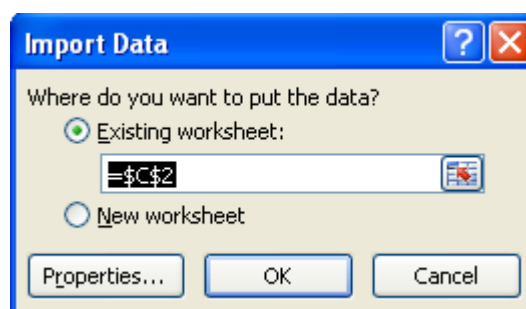 Import Data
Where do you want to put the data?
Existing worksheet:
=$C$2
New worksheet
Properties... OK Cancel